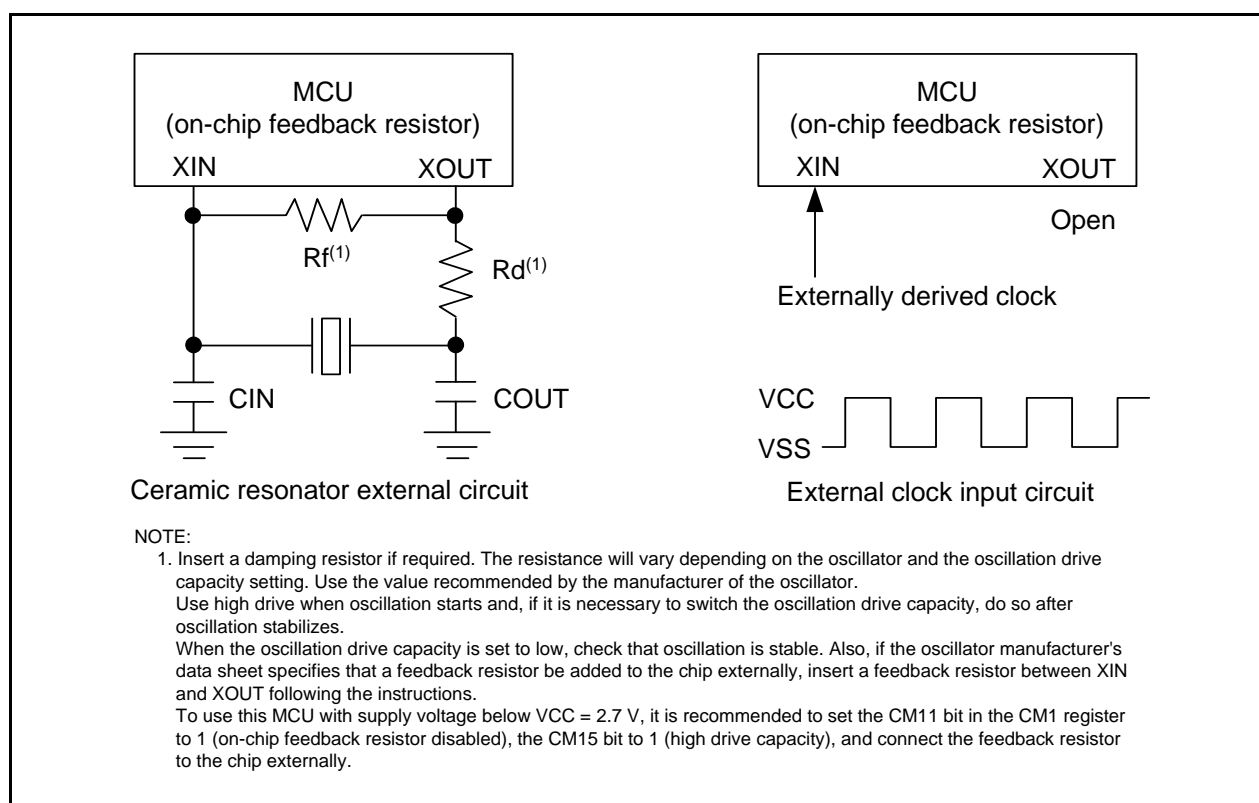 MCU
(on-chip feedback resistor)
XIN
XOUT
Rf(1)
Rd(1)
CIN
COUT
Ceramic resonator external circuit
MCU
(on-chip feedback resistor)
XIN
XOUT
Open
Externally derived clock
VCC
VSS
External clock input circuit
NOTE:
1. Insert a damping resistor if required. The resistance will vary depending on the oscillator and the oscillation drive
capacity setting. Use the value recommended by the manufacturer of the oscillator.
Use high drive when oscillation starts and, if it is necessary to switch the oscillation drive capacity, do so after
oscillation stabilizes.
When the oscillation drive capacity is set to low, check that oscillation is stable. Also, if the oscillator manufacturer's
data sheet specifies that a feedback resistor be added to the chip externally, insert a feedback resistor between XIN
and XOUT following the instructions.
To use this MCU with supply voltage below VCC = 2.7 V, it is recommended to set the CM11 bit in the CM1 register
to 1 (on-chip feedback resistor disabled), the CM15 bit to 1 (high drive capacity), and connect the feedback resistor
to the chip externally.